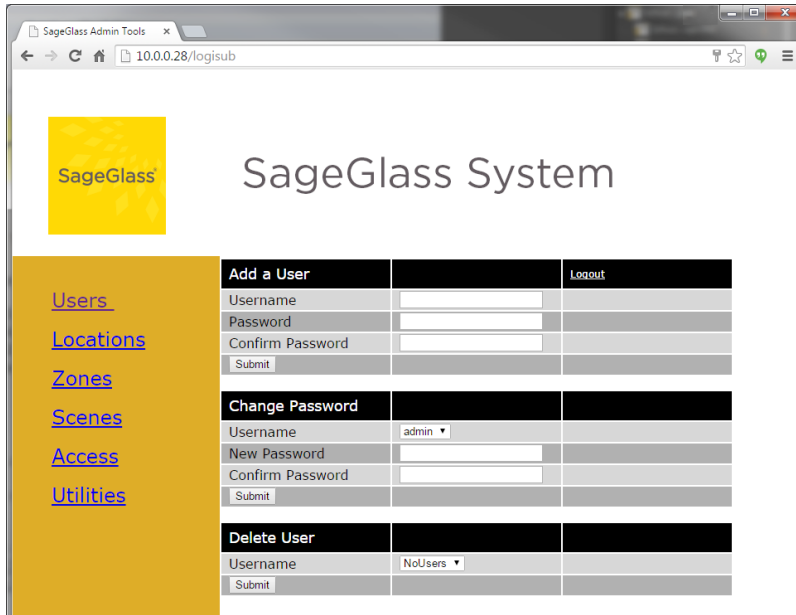 SageGlass Admin Tools
10.0.0.28/logisub
SageGlass®
SageGlass System
Users
Locations
Zones
Scenes
Access
Utilities
Add a User Logout
Username
Password
Confirm Password
Submit
Change Password
Username admin
New Password
Confirm Password
Submit
Delete User
Username NoUsers
Submit